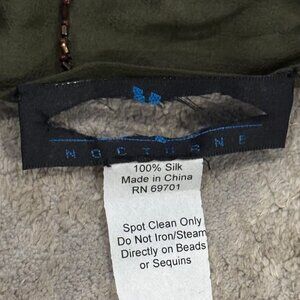 NOCTURNE
100% Silk
Made in China
RN 69701
Spot Clean Only
Do Not Iron/Steam
Directly on Beads
or Sequins